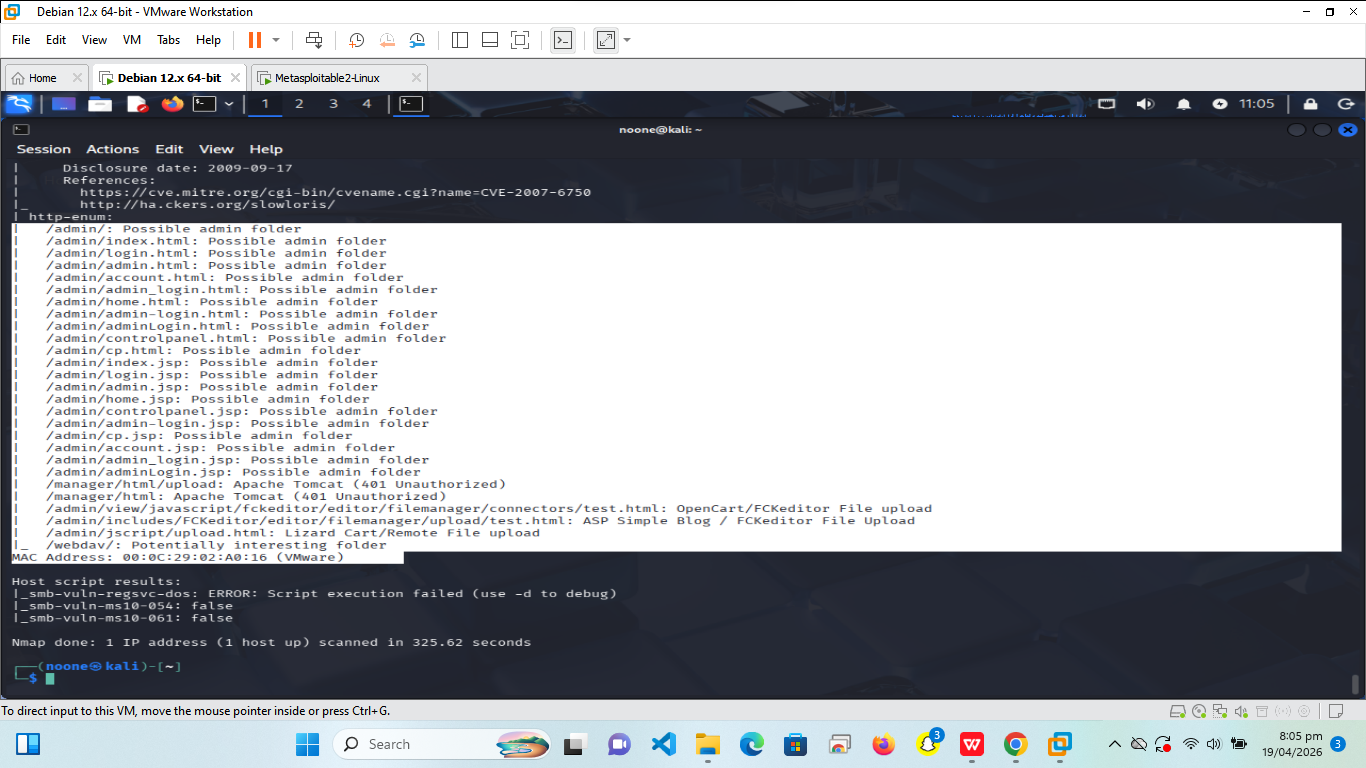 Debian 12.x 64-bit - VMware Workstation
File Edit View VM Tabs Help
Home Debian 12.x 64-bit Metasploitable2-Linux
1 2 3 4 11:05
noone@kali: ~
Session Actions Edit View Help
|     Disclosure date: 2009-09-17
|     References:
|       https://cve.mitre.org/cgi-bin/cvename.cgi?name=CVE-2007-6750
|_      http://ha.ckers.org/slowloris/
| http-enum:
|   /admin/: Possible admin folder
|   /admin/index.html: Possible admin folder
|   /admin/login.html: Possible admin folder
|   /admin/admin.html: Possible admin folder
|   /admin/account.html: Possible admin folder
|   /admin/admin_login.html: Possible admin folder
|   /admin/home.html: Possible admin folder
|   /admin/admin-login.html: Possible admin folder
|   /admin/adminLogin.html: Possible admin folder
|   /admin/controlpanel.html: Possible admin folder
|   /admin/cp.html: Possible admin folder
|   /admin/index.jsp: Possible admin folder
|   /admin/login.jsp: Possible admin folder
|   /admin/admin.jsp: Possible admin folder
|   /admin/home.jsp: Possible admin folder
|   /admin/controlpanel.jsp: Possible admin folder
|   /admin/admin-login.jsp: Possible admin folder
|   /admin/cp.jsp: Possible admin folder
|   /admin/account.jsp: Possible admin folder
|   /admin/admin_login.jsp: Possible admin folder
|   /admin/adminLogin.jsp: Possible admin folder
|   /manager/html/upload: Apache Tomcat (401 Unauthorized)
|   /manager/html: Apache Tomcat (401 Unauthorized)
|   /admin/view/javascript/fckeditor/editor/filemanager/connectors/test.html: OpenCart/FCKeditor File upload
|   /admin/includes/FCKeditor/editor/filemanager/upload/test.html: ASP Simple Blog / FCKeditor File Upload
|   /admin/jscript/upload.html: Lizard Cart/Remote File upload
|_  /webdav/: Potentially interesting folder
MAC Address: 00:0C:29:02:A0:16 (VMware)
Host script results:
|_smb-vuln-regsvc-dos: ERROR: Script execution failed (use -d to debug)
|_smb-vuln-ms10-054: false
|_smb-vuln-ms10-061: false
Nmap done: 1 IP address (1 host up) scanned in 325.62 seconds
┌──(noone㉿kali)-[~]
└─$
To direct input to this VM, move the mouse pointer inside or press Ctrl+G.
Search
3
8:05 pm
19/04/2026
3